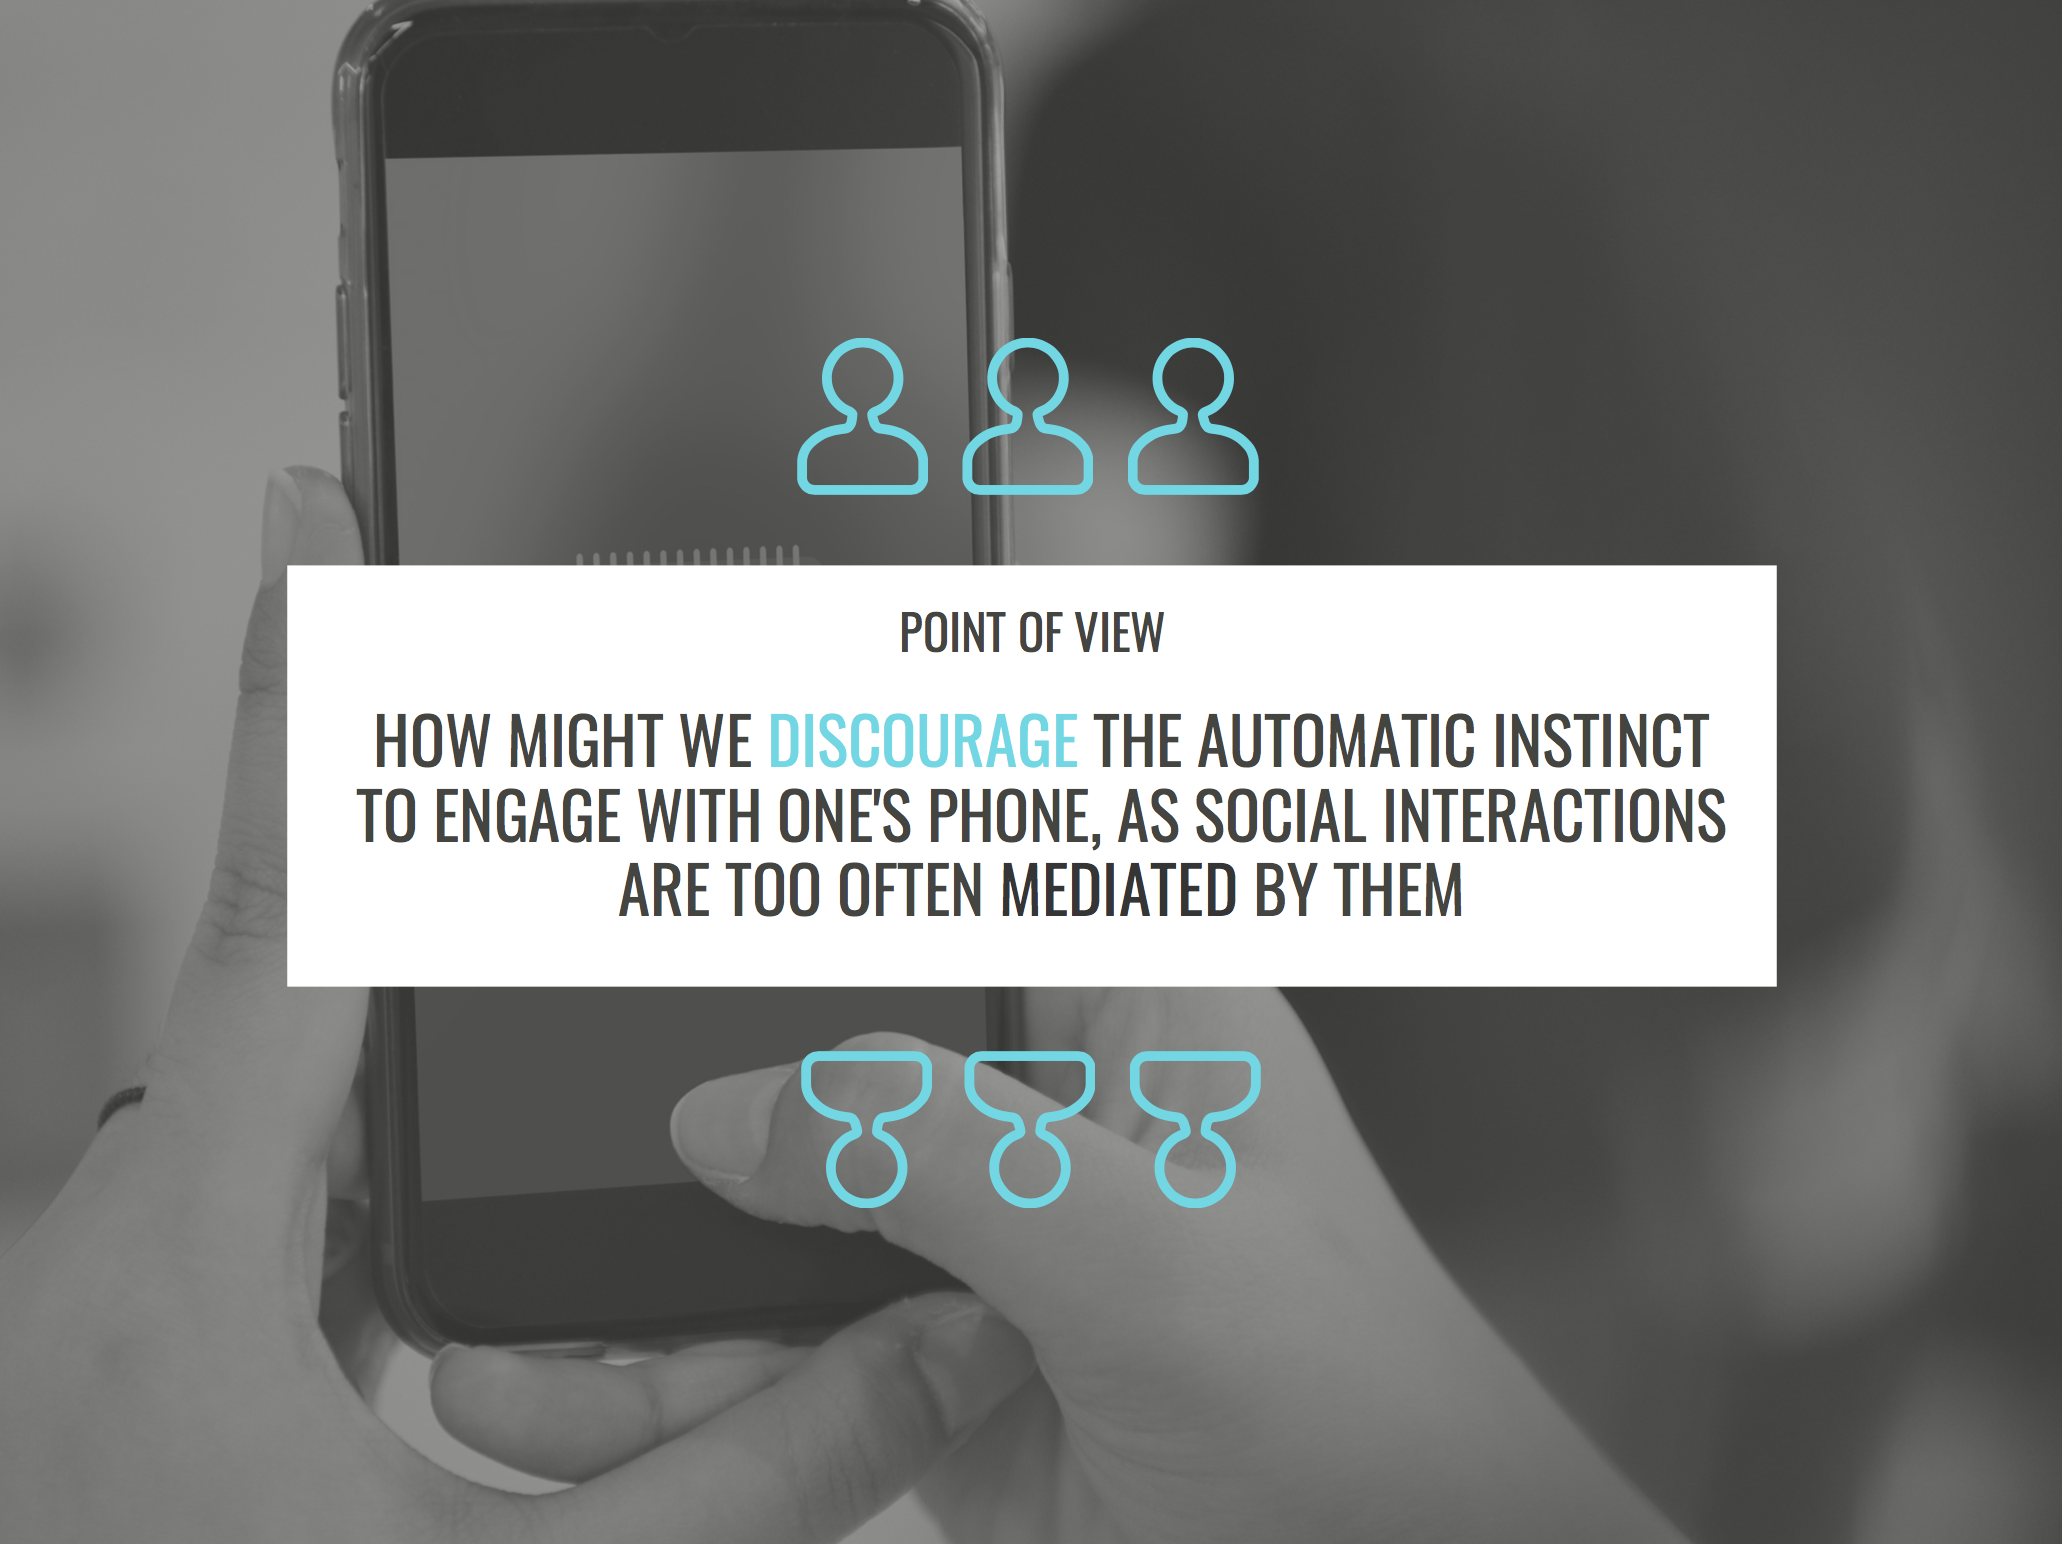 POINT OF VIEW
HOW MIGHT WE DISCOURAGE THE AUTOMATIC INSTINCT
TO ENGAGE WITH ONE'S PHONE, AS SOCIAL INTERACTIONS
ARE TOO OFTEN MEDIATED BY THEM